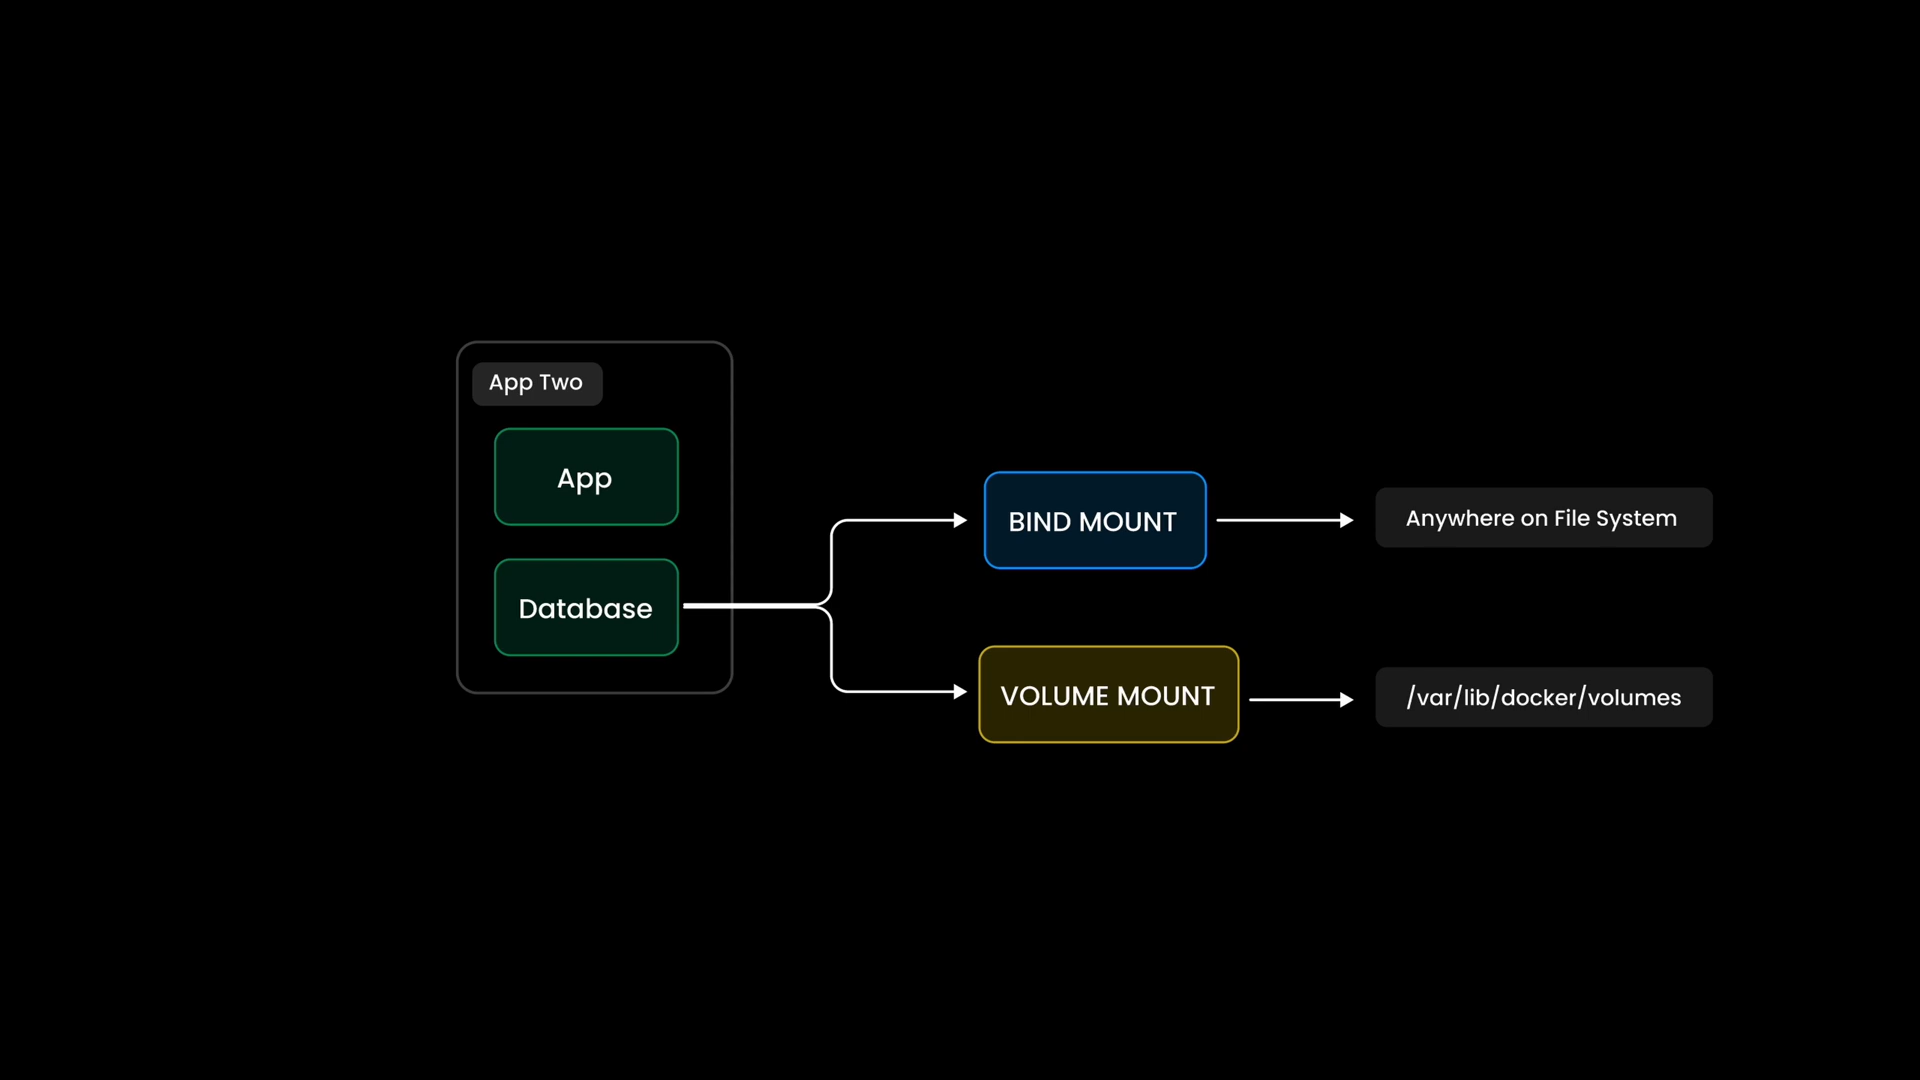 App Two
App
Database
BIND MOUNT
Anywhere on File System
VOLUME MOUNT
/var/lib/docker/volumes